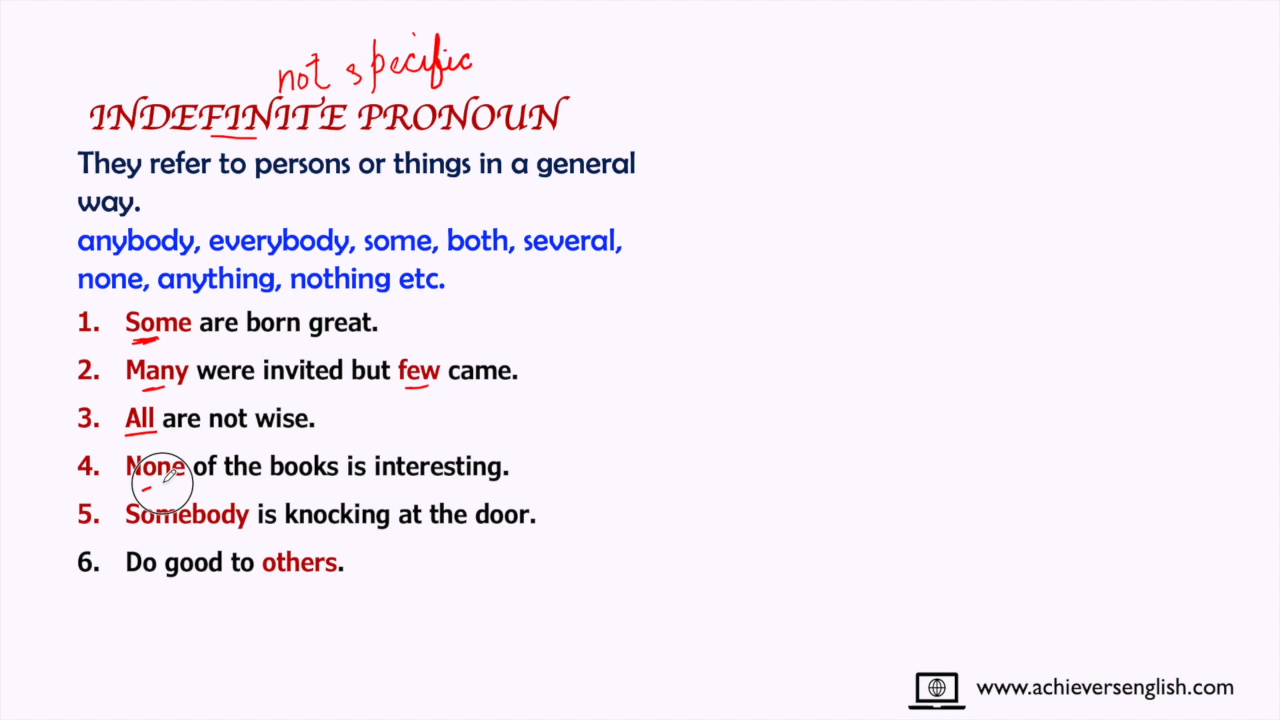 not specific
INDEFINITE PRONOUN
They refer to persons or things in a general
way.
anybody, everybody, some, both, several,
none, anything, nothing etc.
1. Some are born great.
2. Many were invited but few came.
3. All are not wise.
4. None of the books is interesting.
5. Somebody is knocking at the door.
6. Do good to others.
www.achieversenglish.com